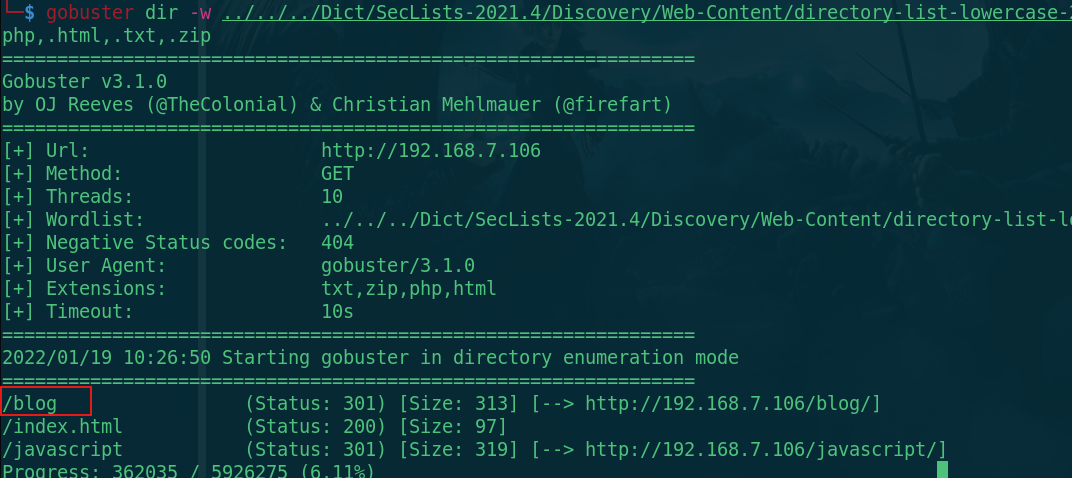 └─$ gobuster dir -w ../../../Dict/SecLists-2021.4/Discovery/Web-Content/directory-list-lowercase-2
php,.html,.txt,.zip
===============================================================
Gobuster v3.1.0
by OJ Reeves (@TheColonial) & Christian Mehlmauer (@firefart)
===============================================================
[+] Url:                     http://192.168.7.106
[+] Method:                  GET
[+] Threads:                 10
[+] Wordlist:                ../../../Dict/SecLists-2021.4/Discovery/Web-Content/directory-list-lo
[+] Negative Status codes:   404
[+] User Agent:              gobuster/3.1.0
[+] Extensions:              txt,zip,php,html
[+] Timeout:                 10s
===============================================================
2022/01/19 10:26:50 Starting gobuster in directory enumeration mode
===============================================================
/blog                 (Status: 301) [Size: 313] [--> http://192.168.7.106/blog/]
/index.html           (Status: 200) [Size: 97]
/javascript           (Status: 301) [Size: 319] [--> http://192.168.7.106/javascript/]
Progress: 362035 / 5926275 (6.11%)